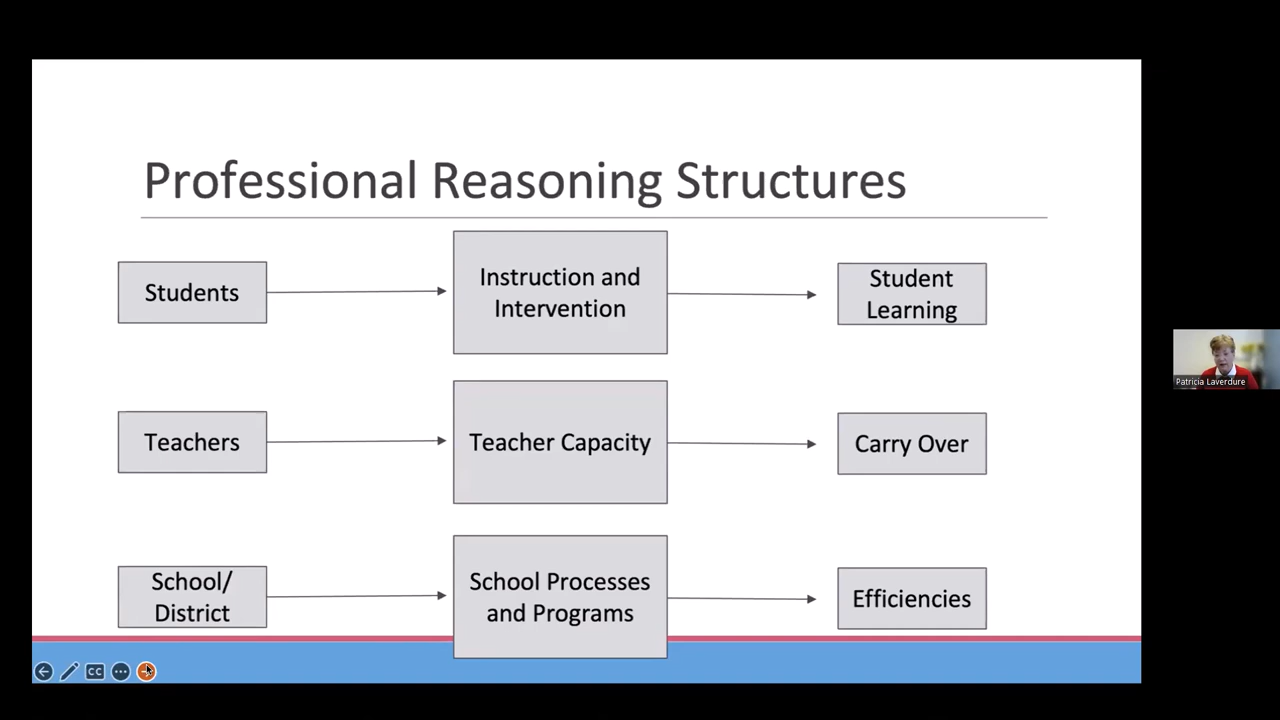 Professional Reasoning Structures
Students
Instruction and
Intervention
Student
Learning
Teachers
Teacher Capacity
Carry Over
School/
District
School Processes
and Programs
Efficiencies
CC
Patricia Laverdure